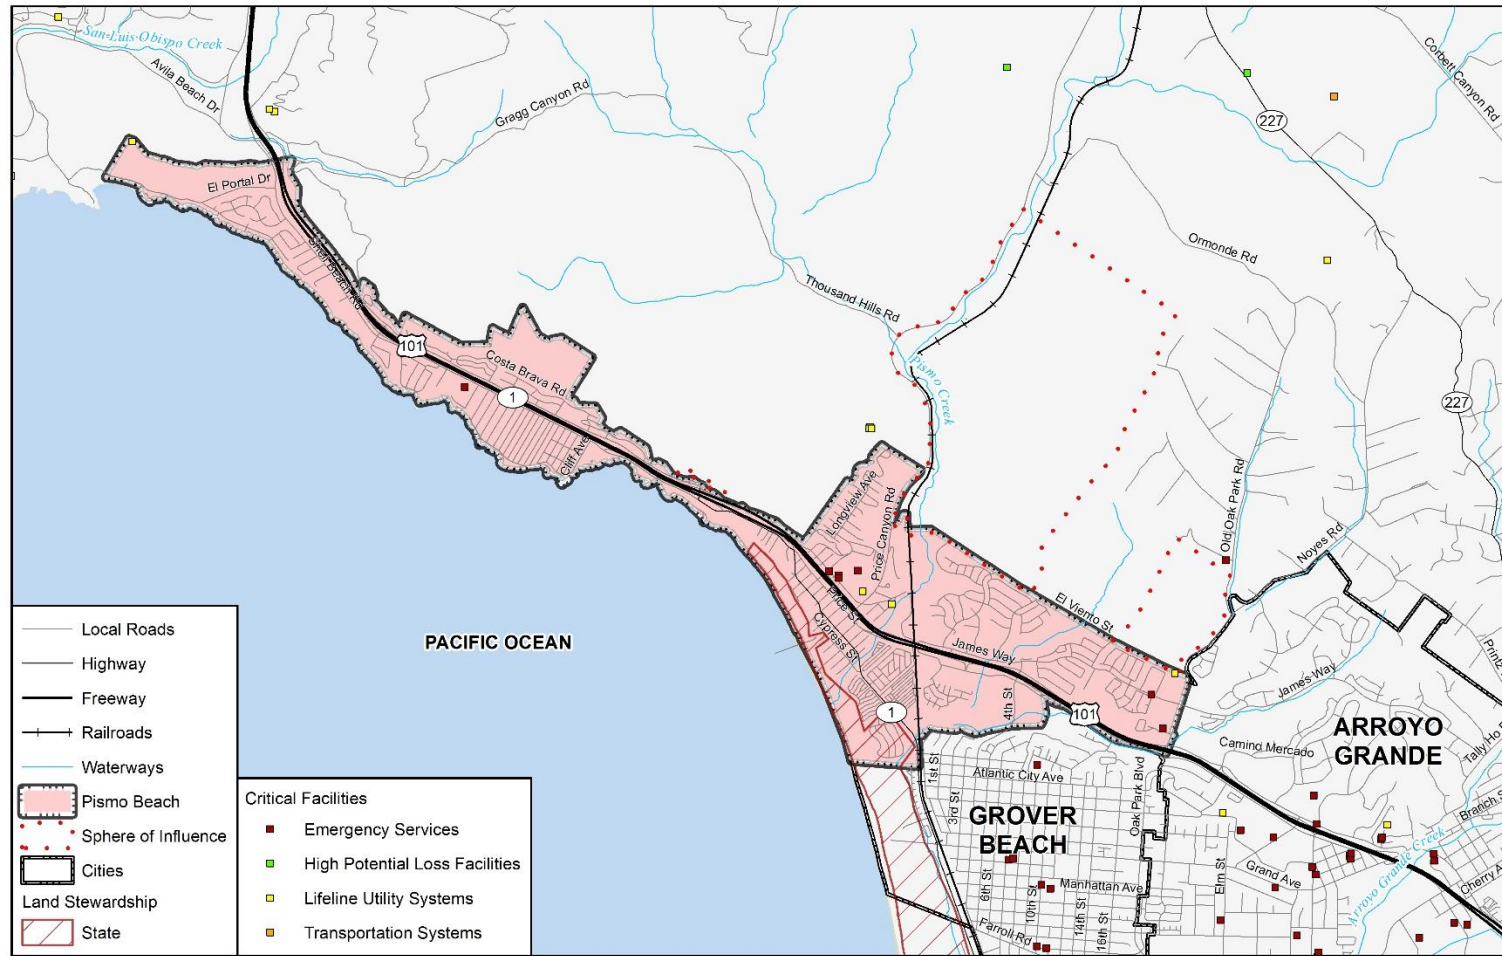 San Luis Obispo Creek
Avila Beach Dr
Gragg Canyon Rd
Corbett Canyon Rd
227
El Portal Dr
Shell Beach Rd
Ormonde Rd
Thousand Hills Rd
101
Costa Brava Rd
Pismo Creek
1
227
Cliff Ave
Longview Ave
Price Canyon Rd
Old Oak Park Rd
Noyes Rd
El Viento St
Price St
Cypress St
James Way
PACIFIC OCEAN
James Way
4th St
1
101
Camino Mercado
ARROYO
GRANDE
Tally Ho
Atlantic City Ave
1st St
3rd St
Oak Park Blvd
GROVER
BEACH
Branch
Elm St
Grand Ave
Manhattan Ave
6th St
10th St
14th St
16th St
Farroll Rd
Cherry A
Arroyo Grande Creek
Local Roads
Highway
Freeway
Railroads
Waterways
Pismo Beach
Sphere of Influence
Cities
Land Stewardship
State
Critical Facilities
Emergency Services
High Potential Loss Facilities
Lifeline Utility Systems
Transportation Systems